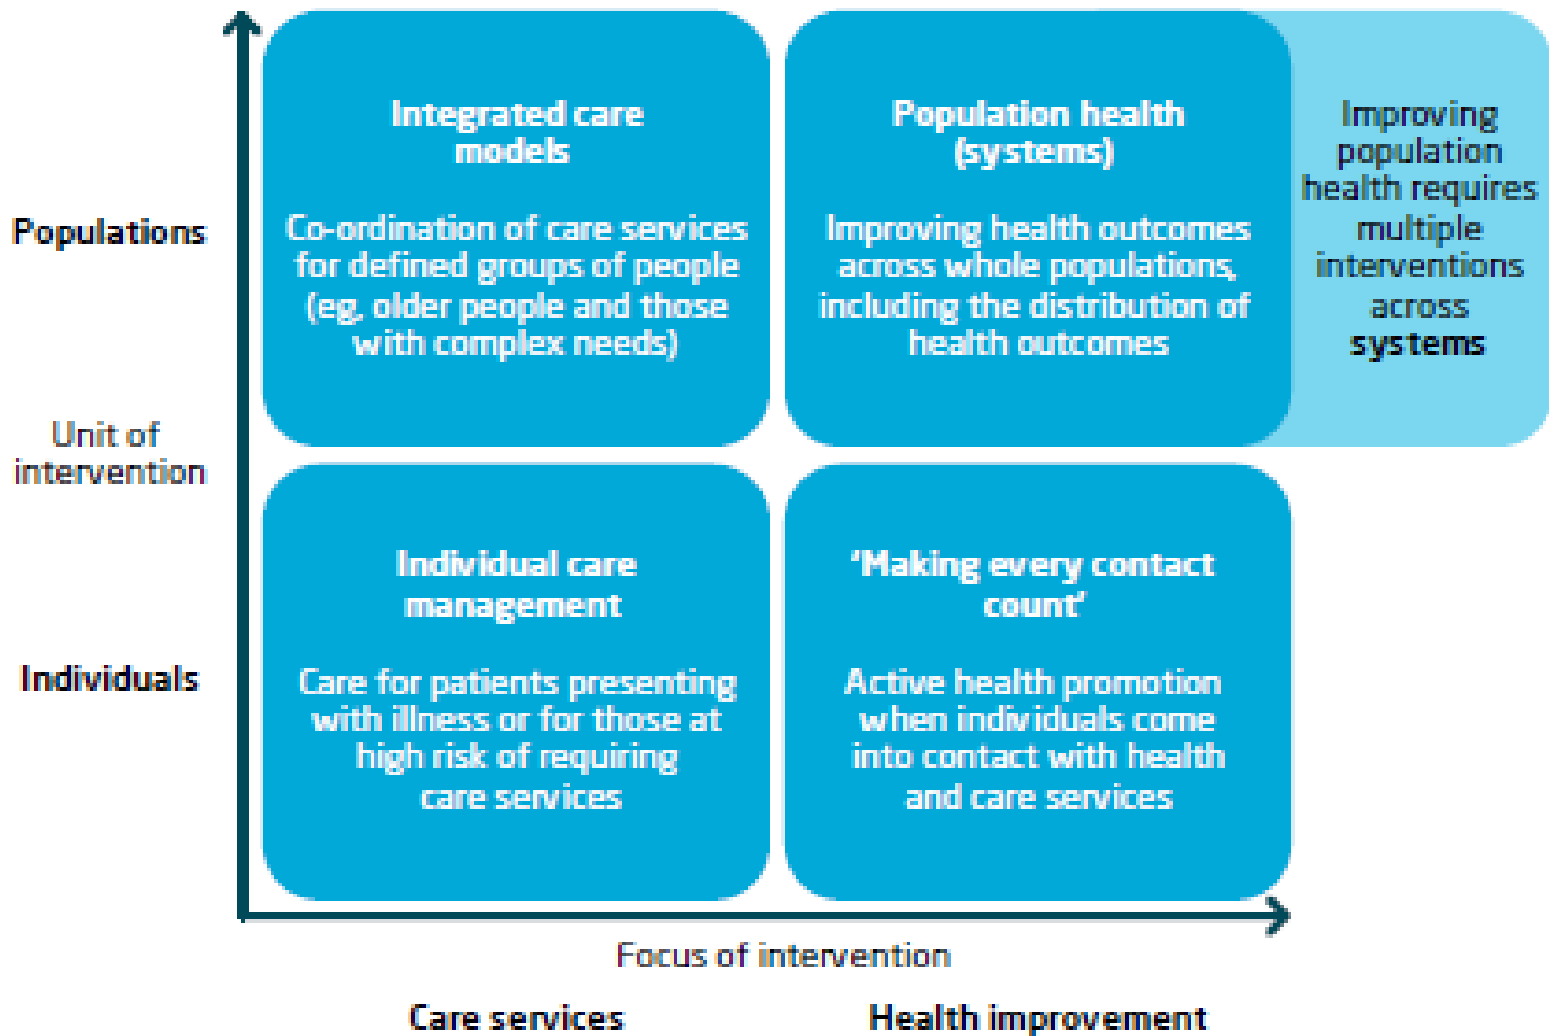 Integrated care
models
Co-ordination of care services
for defined groups of people
(eg, older people and those
with complex needs)
Population health
(systems)
Improving health outcomes
across whole populations,
including the distribution of
health outcomes
Improving
population
health requires
multiple
interventions
across
systems
Populations
Unit of
intervention
Individuals
Individual care
management
Care for patients presenting
with illness or for those at
high risk of requiring
care services
'Making every contact
count'
Active health promotion
when individuals come
into contact with health
and care services
Focus of intervention
Care services
Health improvement